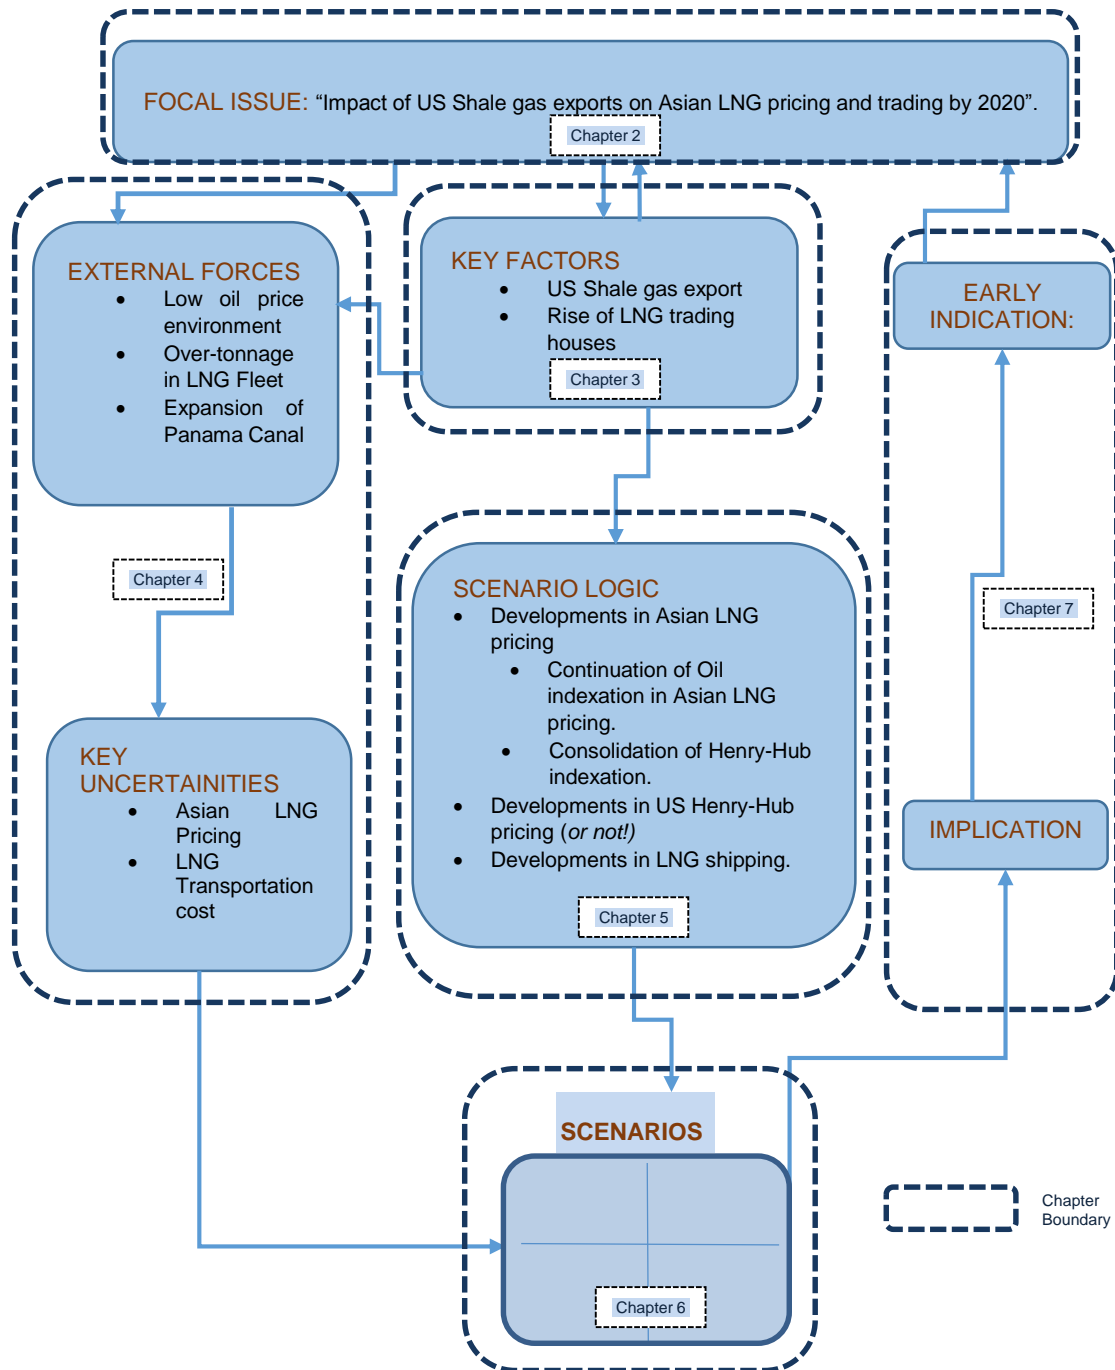 FOCAL ISSUE: “Impact of US Shale gas exports on Asian LNG pricing and trading by 2020”.
Chapter 2
EXTERNAL FORCES
• Low oil price
environment
• Over-tonnage
in LNG Fleet
• Expansion of
Panama Canal
KEY FACTORS
• US Shale gas export
• Rise of LNG trading
houses
Chapter 3
EARLY
INDICATION:
Chapter 4
SCENARIO LOGIC
• Developments in Asian LNG
pricing
• Continuation of Oil
indexation in Asian LNG
pricing.
• Consolidation of Henry-Hub
indexation.
• Developments in US Henry-Hub
pricing (or not!)
• Developments in LNG shipping.
Chapter 5
Chapter 7
KEY
UNCERTAINITIES
• Asian LNG
Pricing
• LNG
Transportation
cost
IMPLICATION
SCENARIOS
Chapter 6
Chapter
Boundary